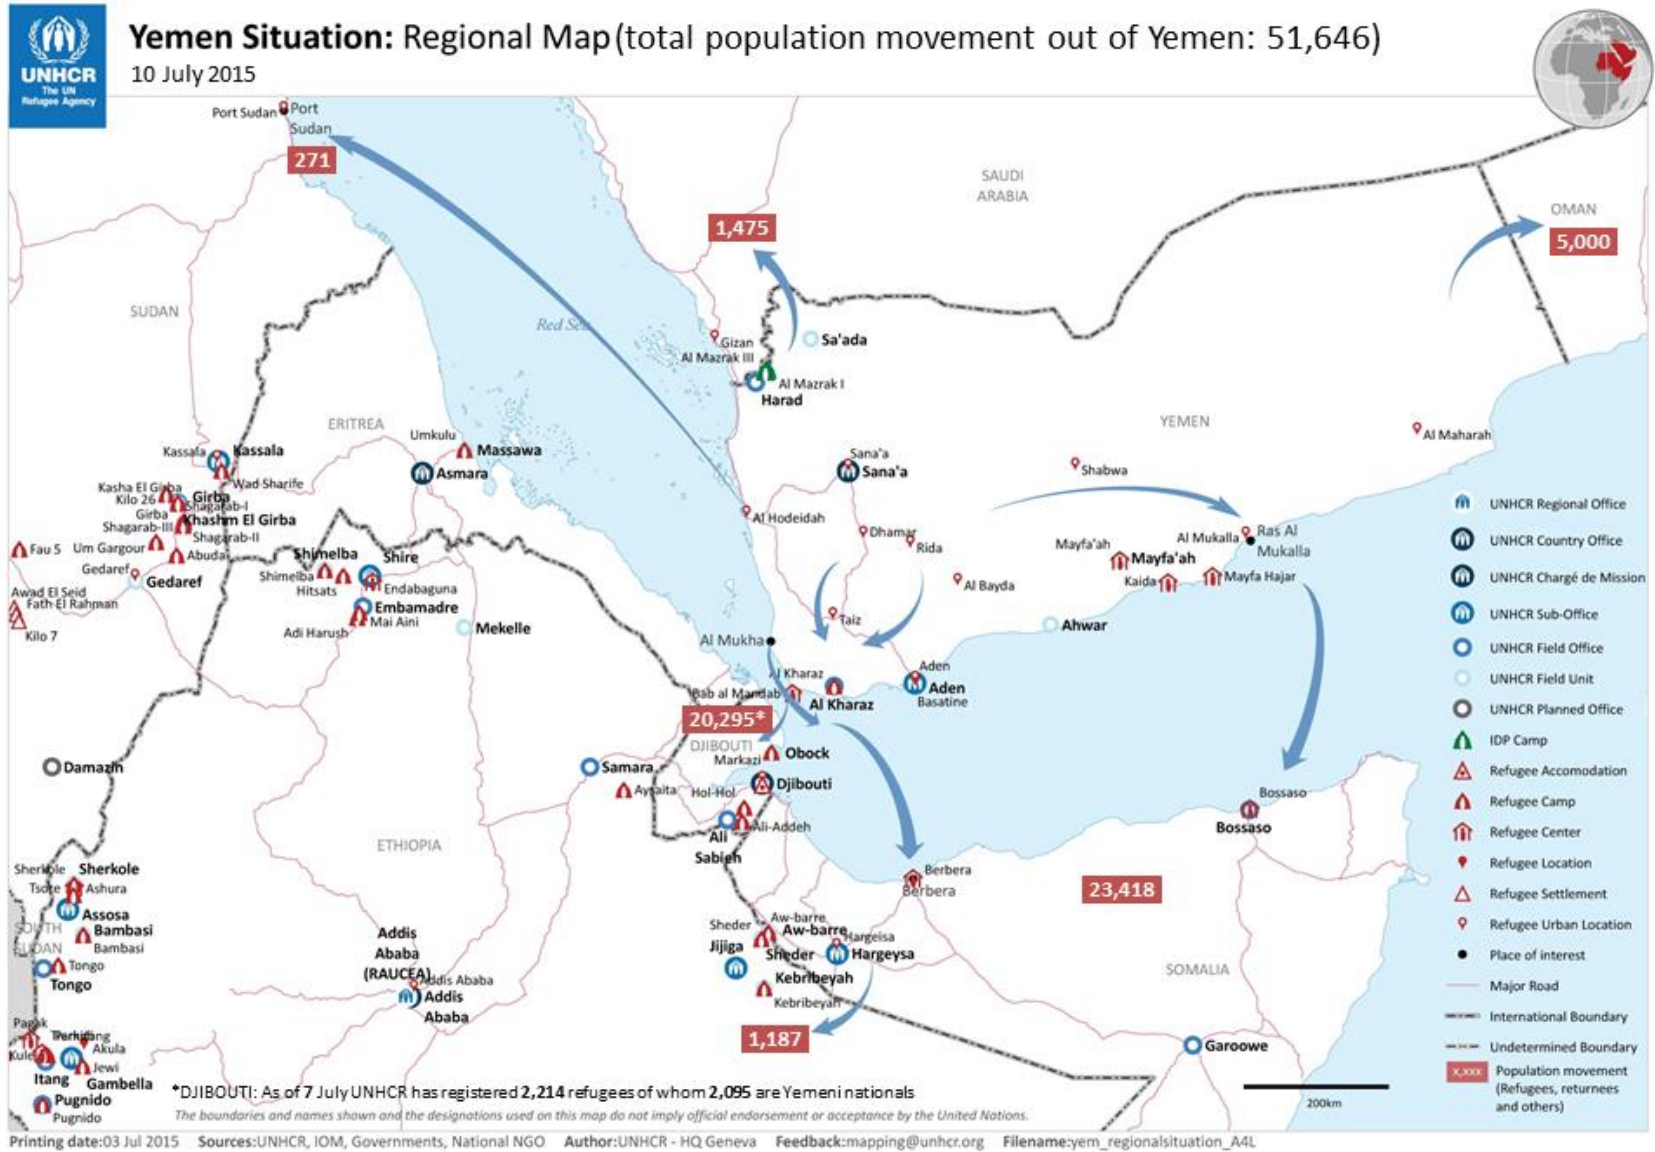 Yemen Situation: Regional Map (total population movement out of Yemen: 51,646)
10 July 2015
UNHCR
The UN
Refugee Agency
Port Sudan
Port
Sudan
271
SAUDI
ARABIA
1,475
OMAN
5,000
SUDAN
Red Sea
Gizan
Sa'ada
Al Mazrak III
Al Mazrak I
Harad
ERITREA
YEMEN
Umkulu
Massawa
Al Maharah
Kassala
Kassala
Asmara
Sana'a
Sana'a
Shabwa
Wad Sharife
Kasha El Girba
Kilo 26
Girba
Shagarab-I
Girba
Khashm El Girba
Shagarab-III
Shagarab-II
Fau 5
Um Gargour
Abuda
Al Hodeidah
Dhamar
Rida
Al Mukalla
Ras Al
Mukalla
Mayfa'ah
Mayfa'ah
Kaida
Mayfa Hajar
Al Bayda
Shimelba
Shire
Shimelba
Hitsats
Endabaguna
Gedaref
Gedaref
Awad El Seid
Fath El Rahman
Kilo 7
Embamadre
Mai Aini
Adi Harush
Mekelle
Taiz
Ahwar
Al Mukha
Al Kharaz
Bab al Mandab
Al Kharaz
Aden
Aden
Basatine
20,295*
DJIBOUTI
Markazi
Obock
Damazin
Samara
Aysaita
Hol-Hol
Djibouti
Ali-Addeh
Ali
Sabieh
Bossaso
Bossaso
ETHIOPIA
Sherkole
Sherkole
Tsore
Ashura
Assosa
Bambasi
Bambasi
SOUTH
SUDAN
Tongo
Tongo
Berbera
Berbera
23,418
Addis
Ababa
(RAUCEA)
Addis Ababa
Addis
Ababa
Sheder
Aw-barre
Aw-barre
Jijiga
Sheder
Hargeisa
Hargeysa
Kebribeyah
Kebribeyah
SOMALIA
1,187
Garoowe
Pagak
Akula
Kule
Jewi
Itang
Gambella
Pugnido
Pugnido
UNHCR Regional Office
UNHCR Country Office
UNHCR Chargé de Mission
UNHCR Sub-Office
UNHCR Field Office
UNHCR Field Unit
UNHCR Planned Office
IDP Camp
Refugee Accomodation
Refugee Camp
Refugee Center
Refugee Location
Refugee Settlement
Refugee Urban Location
Place of interest
Major Road
International Boundary
Undetermined Boundary
x,xxx
Population movement
(Refugees, returnees
and others)
200km
*DJIBOUTI: As of 7 July UNHCR has registered 2,214 refugees of whom 2,095 are Yemeni nationals
The boundaries and names shown and the designations used on this map do not imply official endorsement or acceptance by the United Nations.
Printing date:03 Jul 2015 Sources:UNHCR, IOM, Governments, National NGO Author:UNHCR - HQ Geneva Feedback:mapping@unhcr.org Filename:yem_regionalsituation_A4L